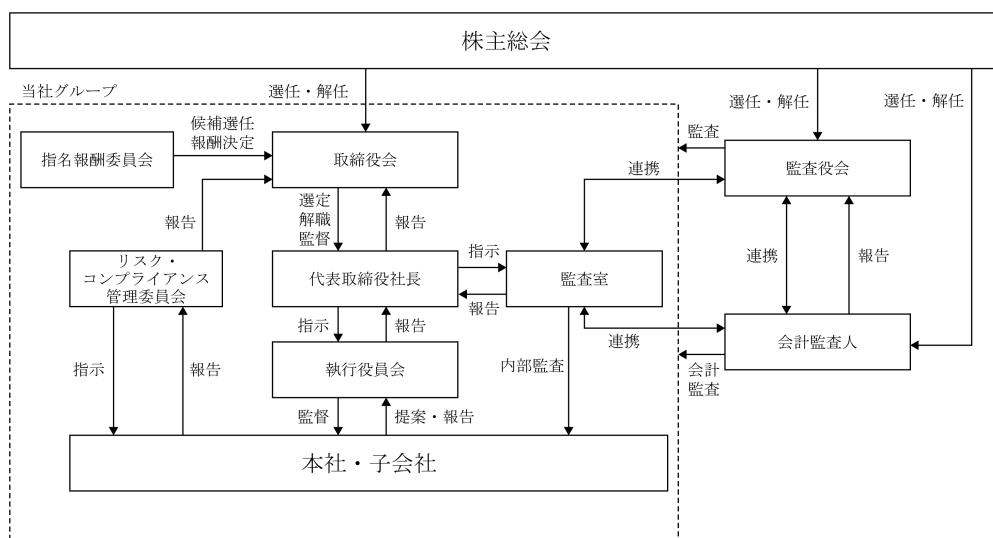 株主総会
当社グループ
選任・解任
選任・解任
選任・解任
候補選任
報酬決定
監査
指名報酬委員会
取締役会
監査役会
連携
報告
選定
解職
監督
報告
指示
リスク・
コンプライアンス
管理委員会
代表取締役社長
監査室
連携
報告
報告
指示
報告
連携
会計監査人
指示
報告
執行役員会
内部監査
会計
監査
監督
提案・報告
本社・子会社